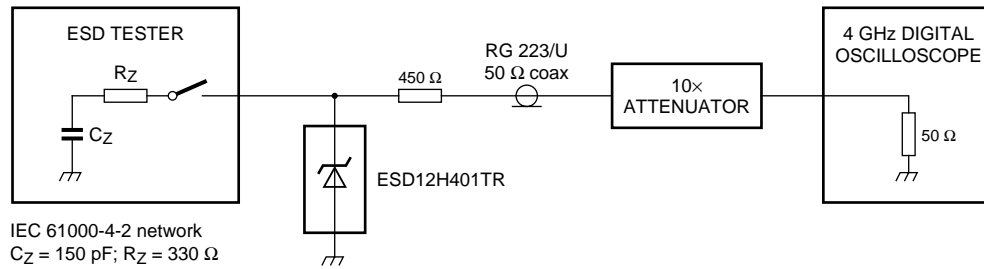 ESD TESTER
RZ
CZ
450 Ω
RG 223/U
50 Ω coax
10×
ATTENUATOR
4 GHz DIGITAL
OSCILLOSCOPE
50 Ω
ESD12H401TR
IEC 61000-4-2 network
CZ = 150 pF; RZ = 330 Ω